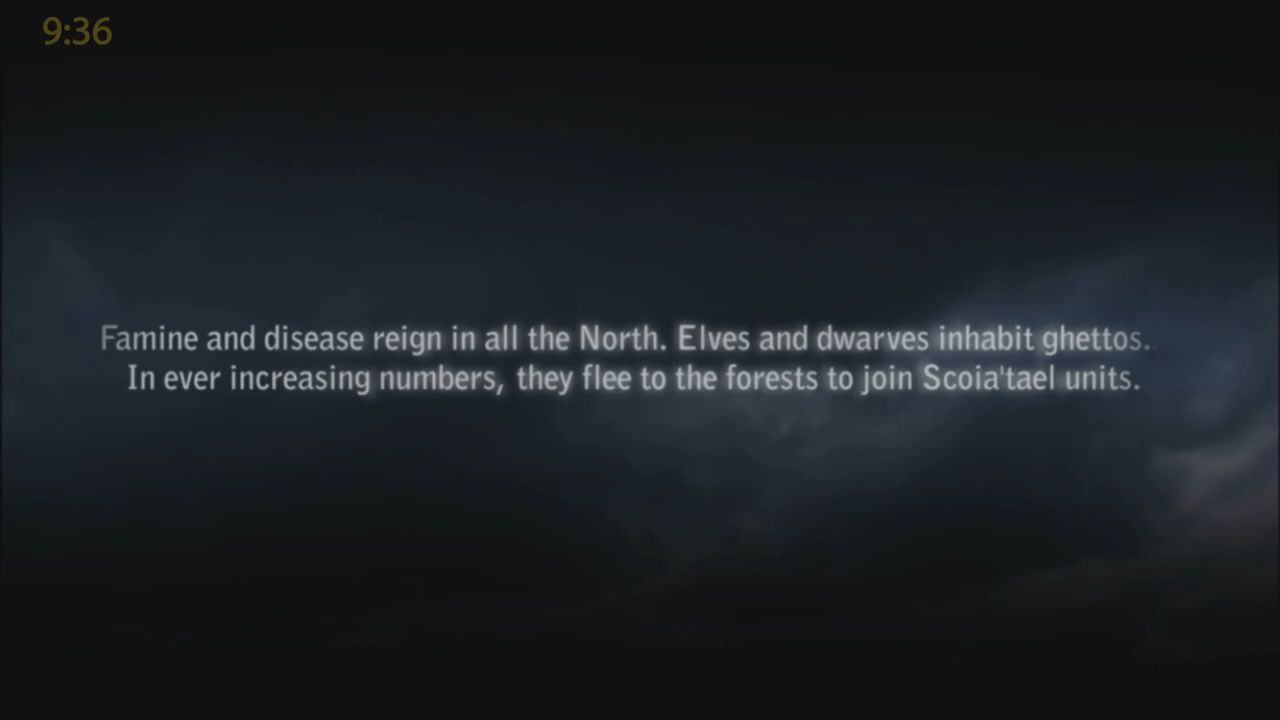 9:36
Famine and disease reign in all the North. Elves and dwarves inhabit ghettos.
In ever increasing numbers, they flee to the forests to join Scoia'tael units.